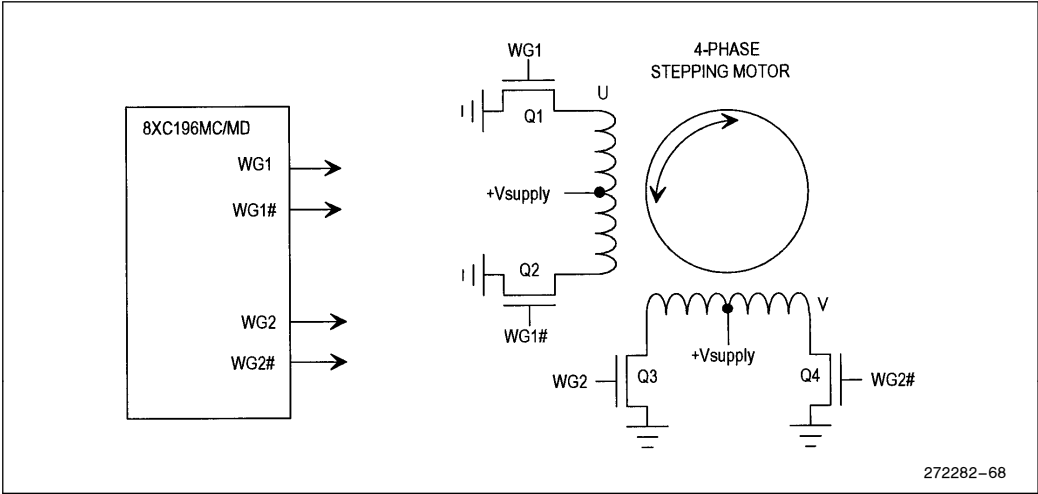 8XC196MC/MD
WG1
WG1#
WG2
WG2#
WG1
Q1
U
+Vsupply
Q2
WG1#
4-PHASE
STEPPING MOTOR
V
+Vsupply
WG2
Q3
Q4
WG2#
272282-68